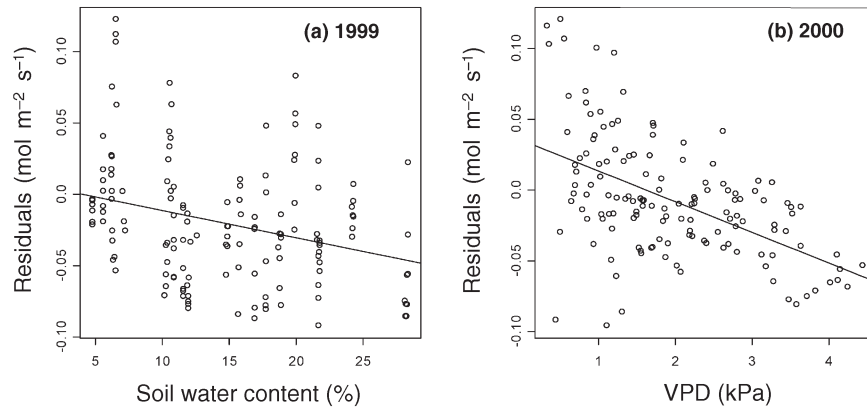 (a) 1999
Residuals (mol m⁻² s⁻¹)
0.10
0.05
0.0
-0.05
-0.10
5 10 15 20 25
Soil water content (%)
(b) 2000
Residuals (mol m⁻² s⁻¹)
0.10
0.05
0.0
-0.05
-0.10
1 2 3 4
VPD (kPa)